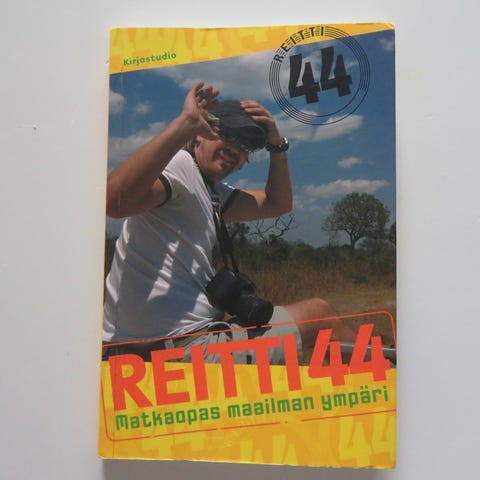 Kirjastudio
REITTI
44
REITTI 44
Matkaopas maailman ympäri